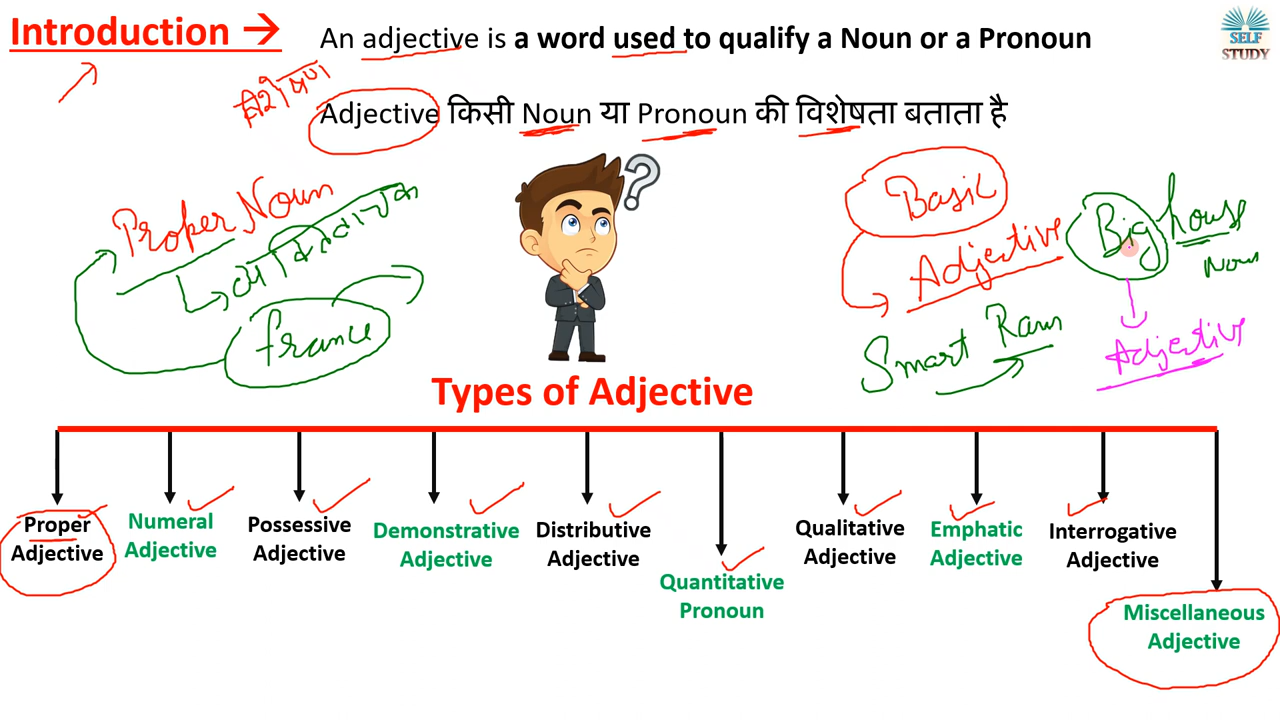 Introduction →
An adjective is a word used to qualify a Noun or a Pronoun
SELF
STUDY
विशेषण
Adjective किसी Noun या Pronoun की विशेषता बताता है
Proper Noun
व्यक्तिवाचक
france
Basic
Adjective
Smart Ram
Big house
Noun
Adjective
Types of Adjective
Proper
Adjective
Numeral
Adjective
Possessive
Adjective
Demonstrative
Adjective
Distributive
Adjective
Quantitative
Pronoun
Qualitative
Adjective
Emphatic
Adjective
Interrogative
Adjective
Miscellaneous
Adjective